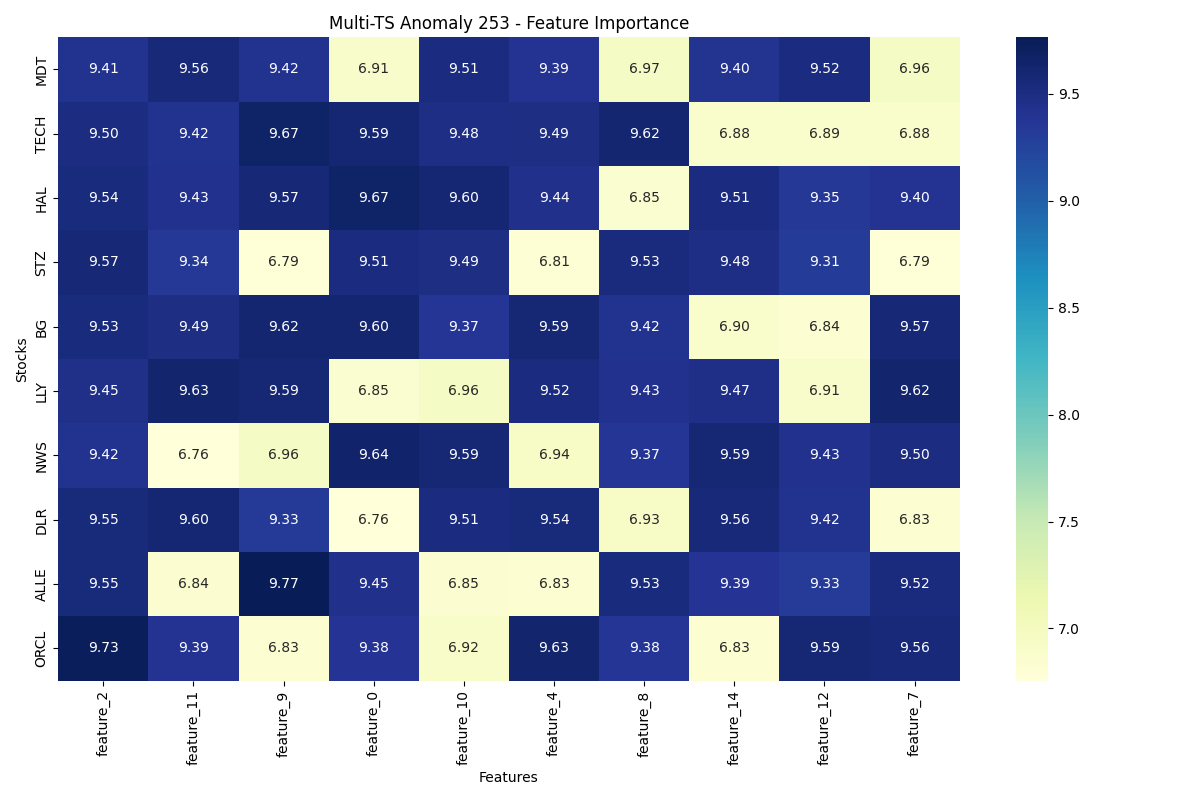 Multi-TS Anomaly 253 - Feature Importance
MDT 9.41 9.56 9.42 6.91 9.51 9.39 6.97 9.40 9.52 6.96
TECH 9.50 9.42 9.67 9.59 9.48 9.49 9.62 6.88 6.89 6.88
HAL 9.54 9.43 9.57 9.67 9.60 9.44 6.85 9.51 9.35 9.40
STZ 9.57 9.34 6.79 9.51 9.49 6.81 9.53 9.48 9.31 6.79
BG 9.53 9.49 9.62 9.60 9.37 9.59 9.42 6.90 6.84 9.57
LLY 9.45 9.63 9.59 6.85 6.96 9.52 9.43 9.47 6.91 9.62
NWS 9.42 6.76 6.96 9.64 9.59 6.94 9.37 9.59 9.43 9.50
DLR 9.55 9.60 9.33 6.76 9.51 9.54 6.93 9.56 9.42 6.83
ALLE 9.55 6.84 9.77 9.45 6.85 6.83 9.53 9.39 9.33 9.52
ORCL 9.73 9.39 6.83 9.38 6.92 9.63 9.38 6.83 9.59 9.56
Stocks
feature_2 feature_11 feature_9 feature_0 feature_10 feature_4 feature_8 feature_14 feature_12 feature_7
Features
9.5
9.0
8.5
8.0
7.5
7.0